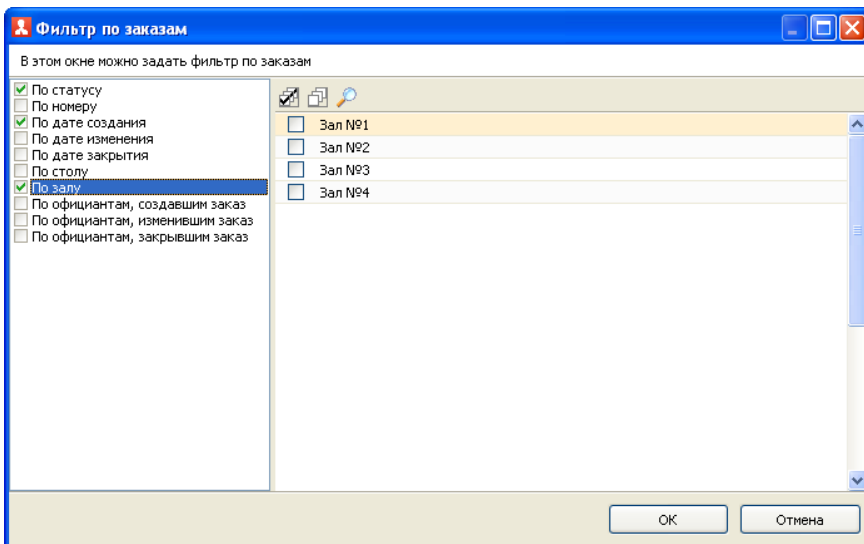 Фильтр по заказам
В этом окне можно задать фильтр по заказам
По статусу
По номеру
По дате создания
По дате изменения
По дате закрытия
По столу
По залу
По официантам, создавшим заказ
По официантам, изменившим заказ
По официантам, закрывшим заказ
Зал №1
Зал №2
Зал №3
Зал №4
OK
Отмена